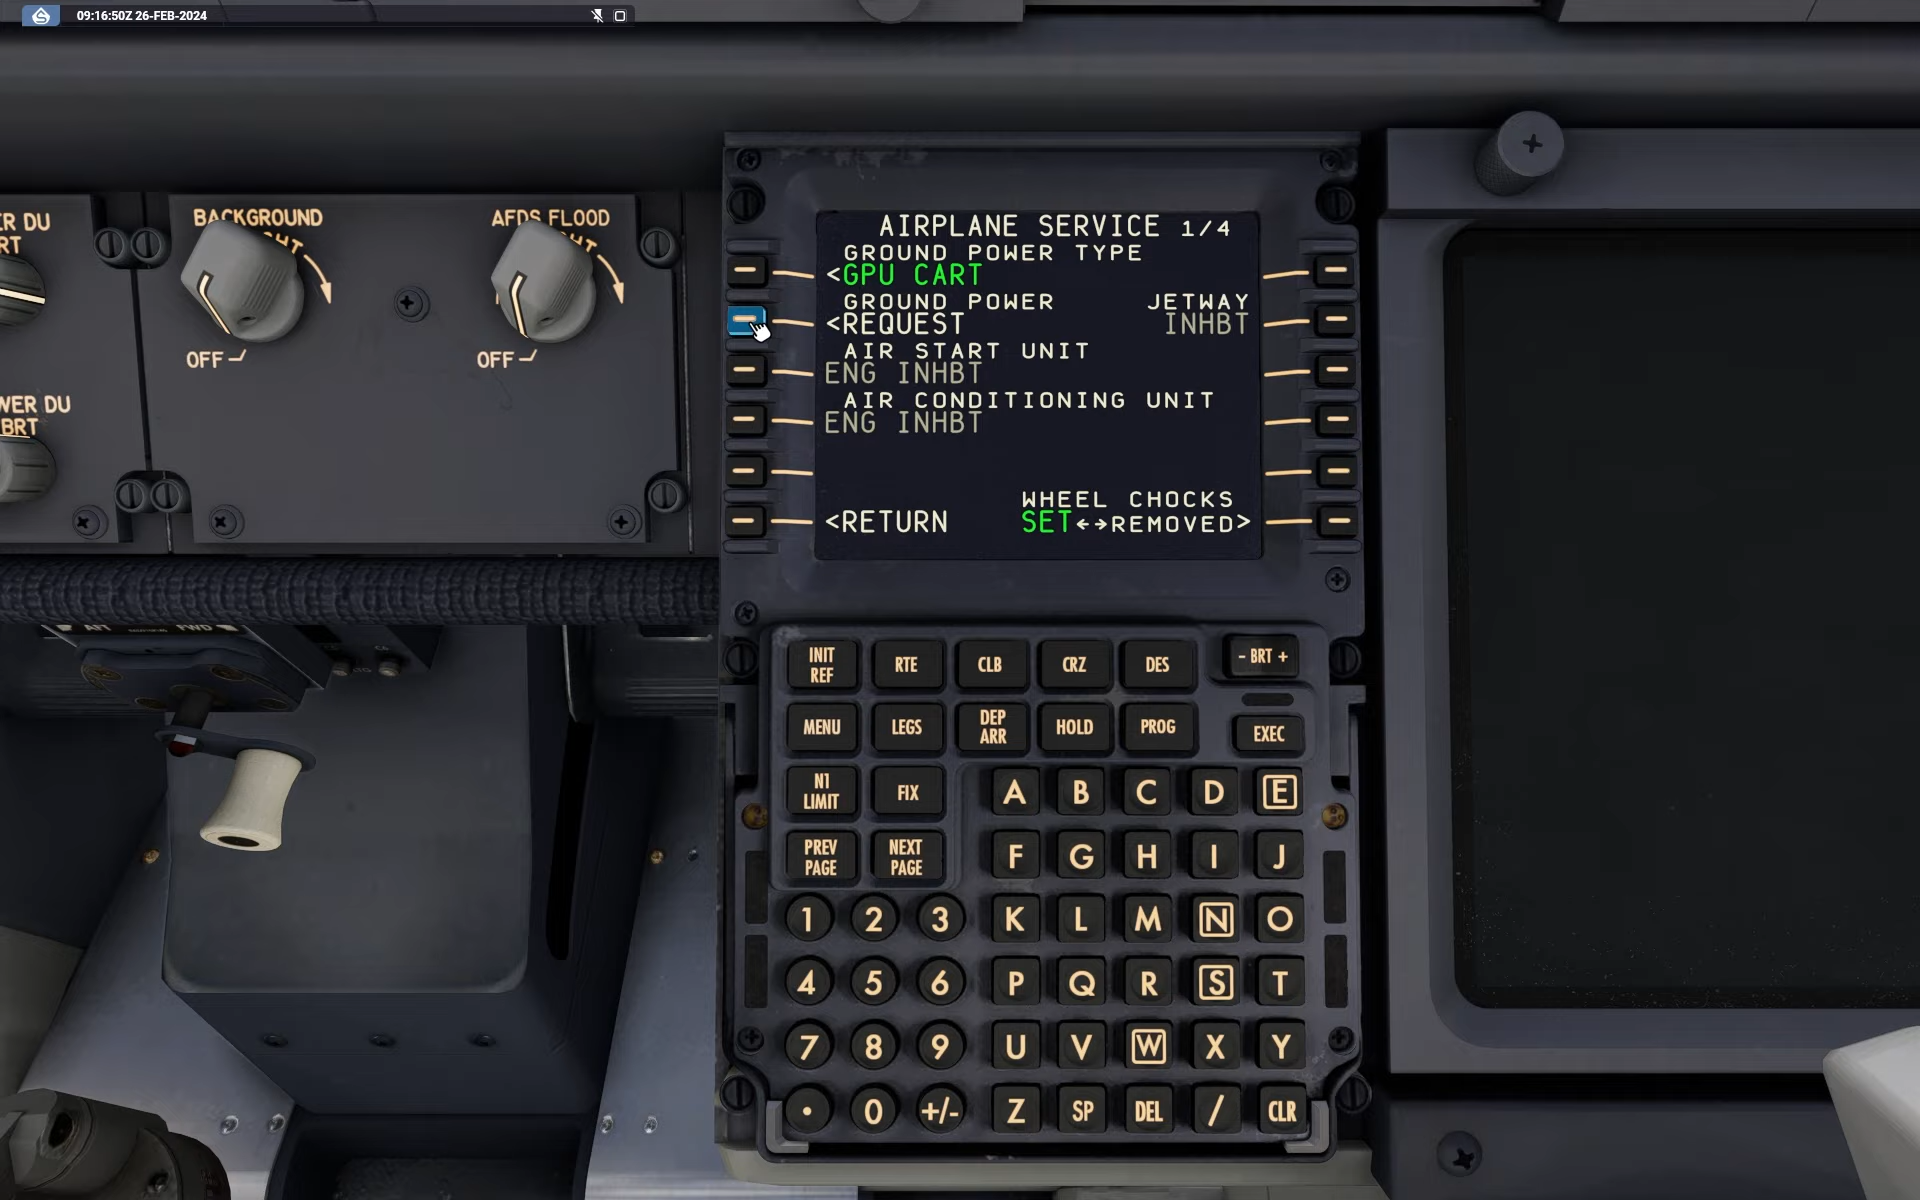 09:16:50Z 26-FEB-2024
BACKGROUND
AFDS FLOOD
OFF
OFF
BRT
AIRPLANE SERVICE 1/4
GROUND POWER TYPE
<GPU CART
GROUND POWER JETWAY
<REQUEST INHBT
AIR START UNIT
ENG INHBT
AIR CONDITIONING UNIT
ENG INHBT
WHEEL CHOCKS
<RETURN SET←→REMOVED>
AFT FWD
INIT REF RTE CLB CRZ DES - BRT +
MENU LEGS DEP ARR HOLD PROG EXEC
N1 LIMIT FIX A B C D E
PREV PAGE NEXT PAGE F G H I J
1 2 3 K L M N O
4 5 6 P Q R S T
7 8 9 U V W X Y
. 0 +/- Z SP DEL / CLR